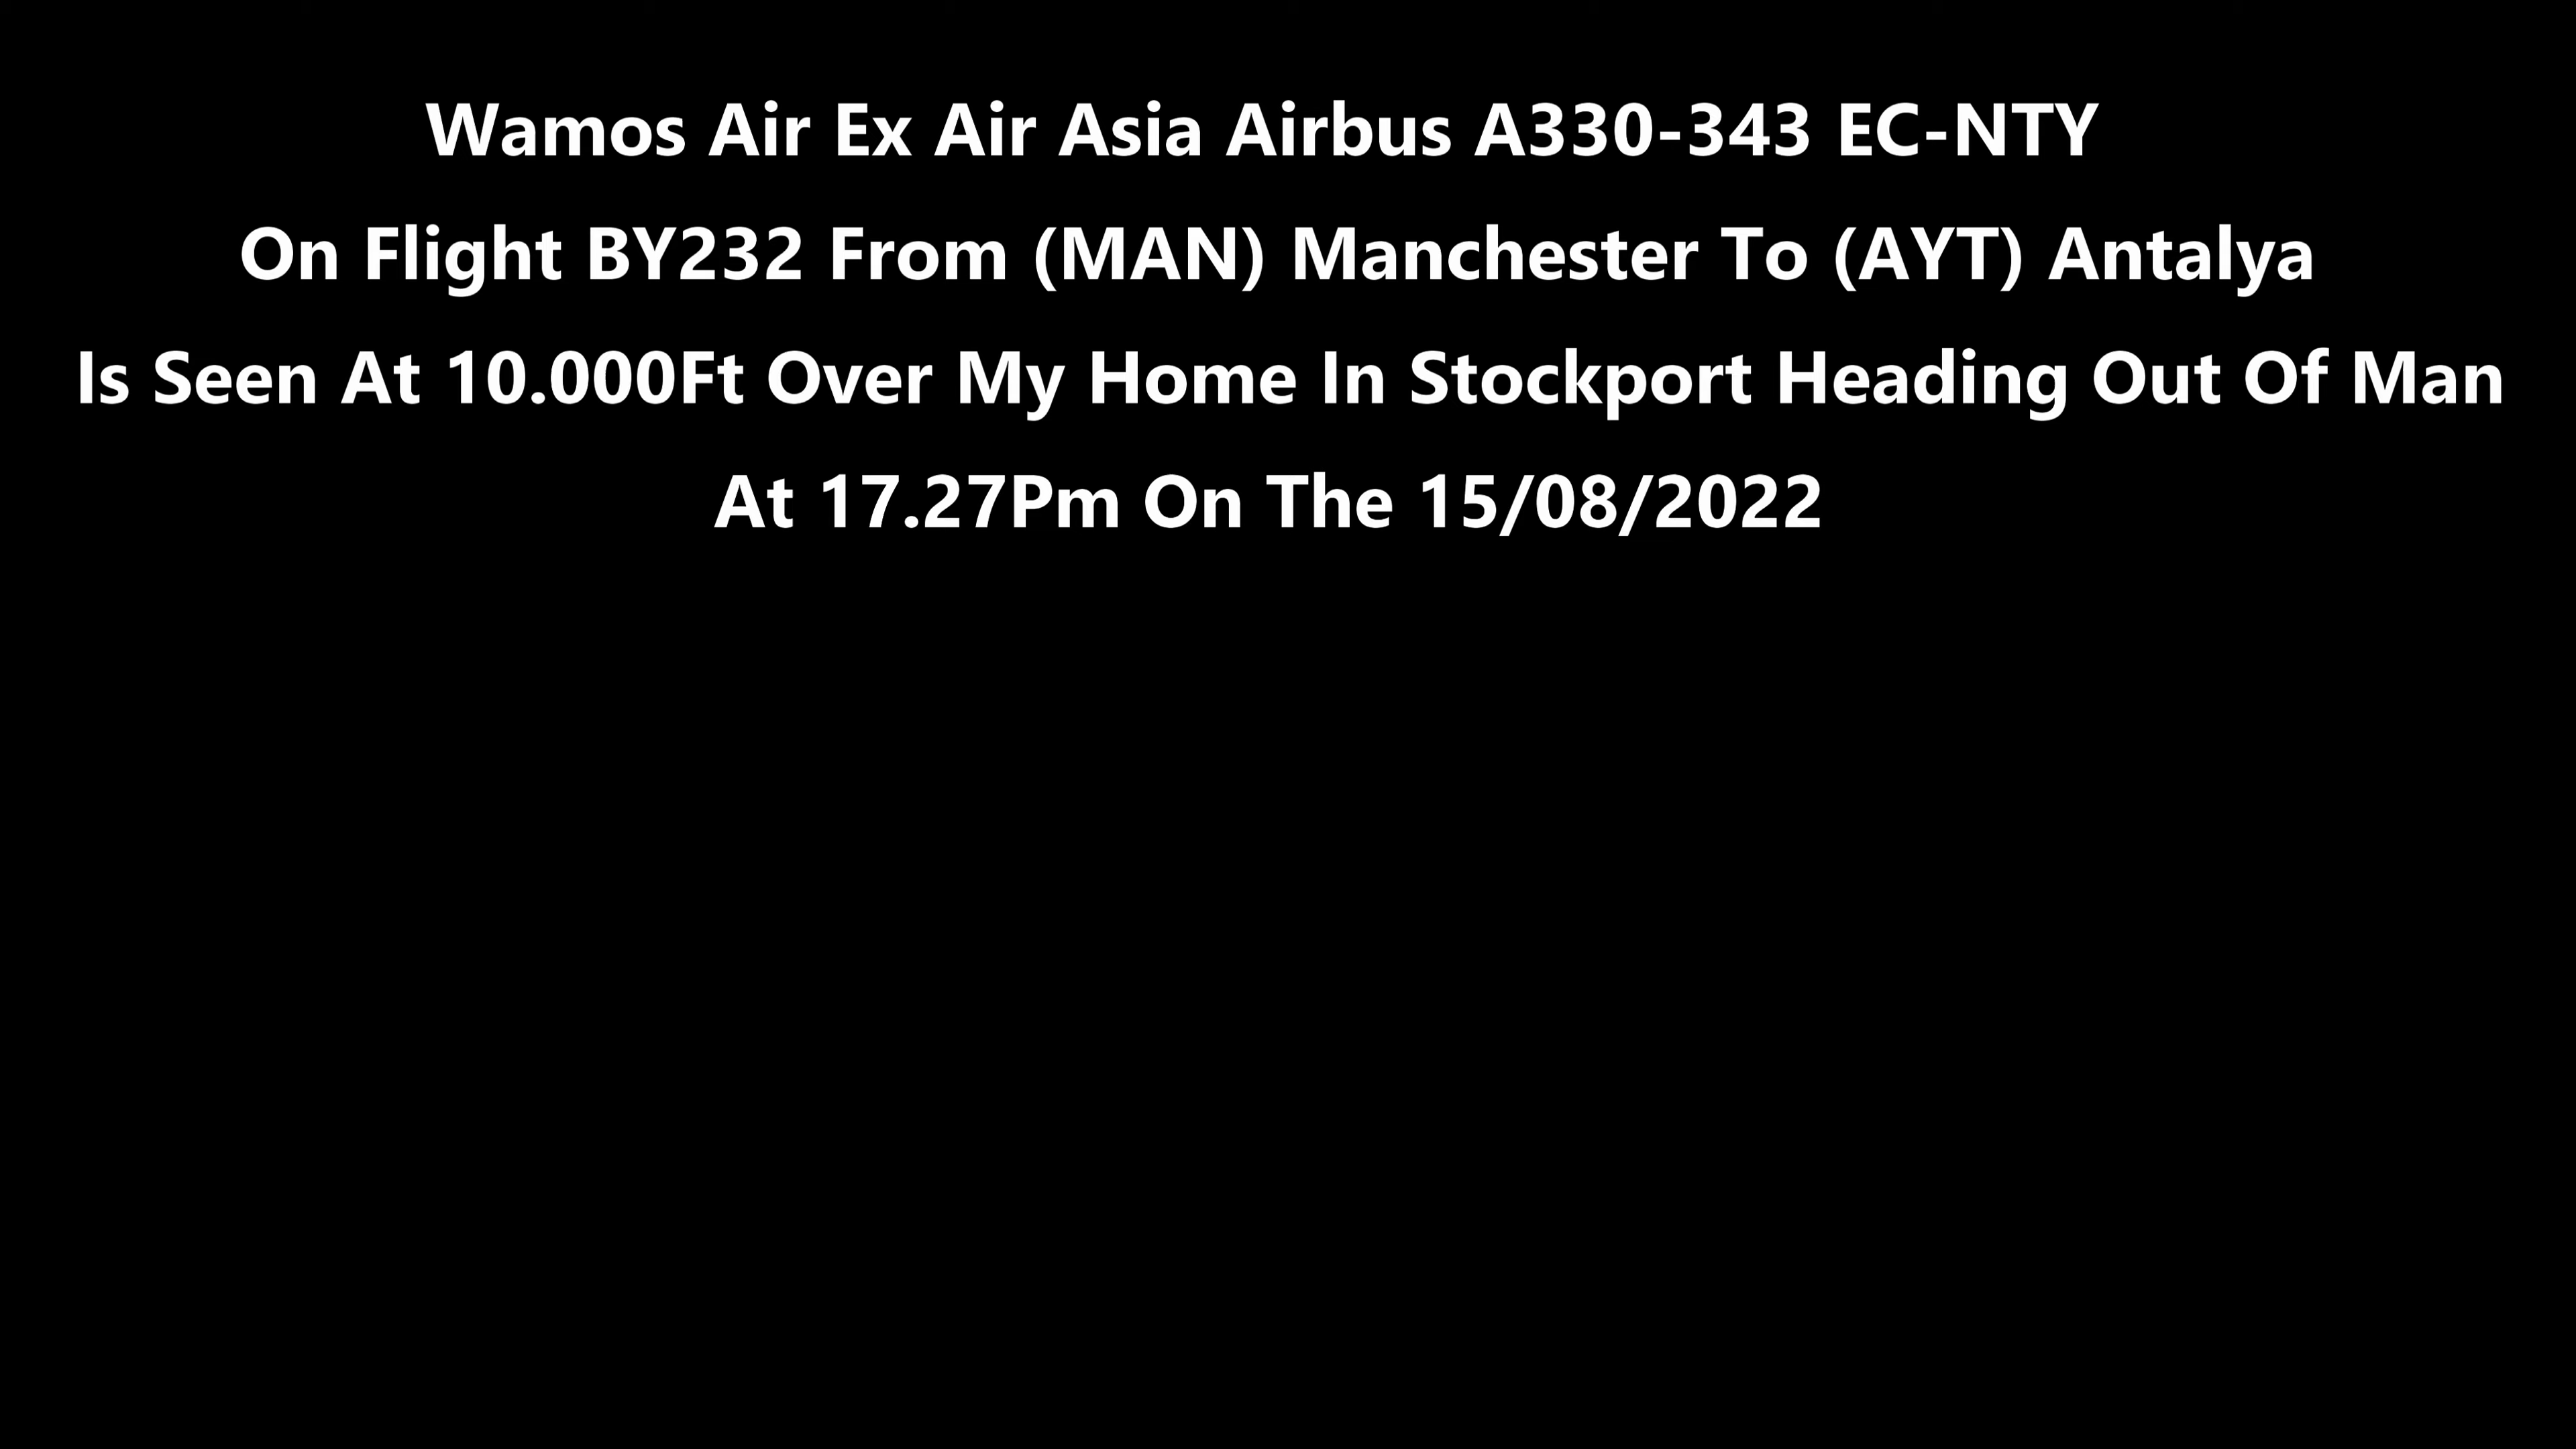 Wamos Air Ex Air Asia Airbus A330-343 EC-NTY
On Flight BY232 From (MAN) Manchester To (AYT) Antalya
Is Seen At 10.000Ft Over My Home In Stockport Heading Out Of Man
At 17.27Pm On The 15/08/2022